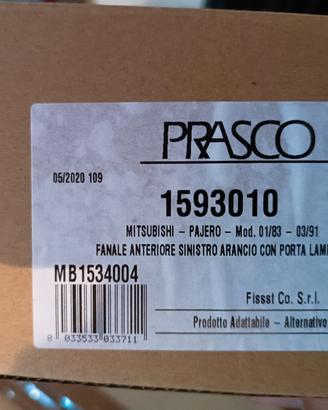 PRASCO
05/2020 109
1593010
MITSUBISHI - PAJERO - Mod. 01/83 - 03/91
FANALE ANTERIORE SINISTRO ARANCIO CON PORTA LAM
MB1534004
Fissst Co. S.r.l.
Prodotto Adattabile - Alternativo
8 033533 033711